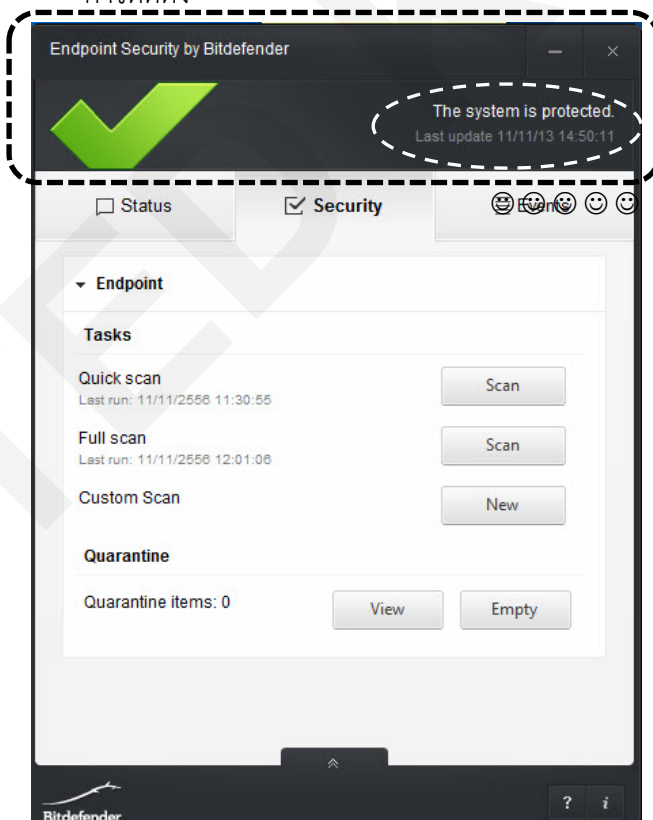 Endpoint Security by Bitdefender
The system is protected.
Last update 11/11/13 14:50:11
Status
Security
Events
Endpoint
Tasks
Quick scan
Scan
Last run: 11/11/2556 11:30:55
Full scan
Scan
Last run: 11/11/2556 12:01:06
Custom Scan
New
Quarantine
Quarantine items: 0
View
Empty
Bitdefender
? i